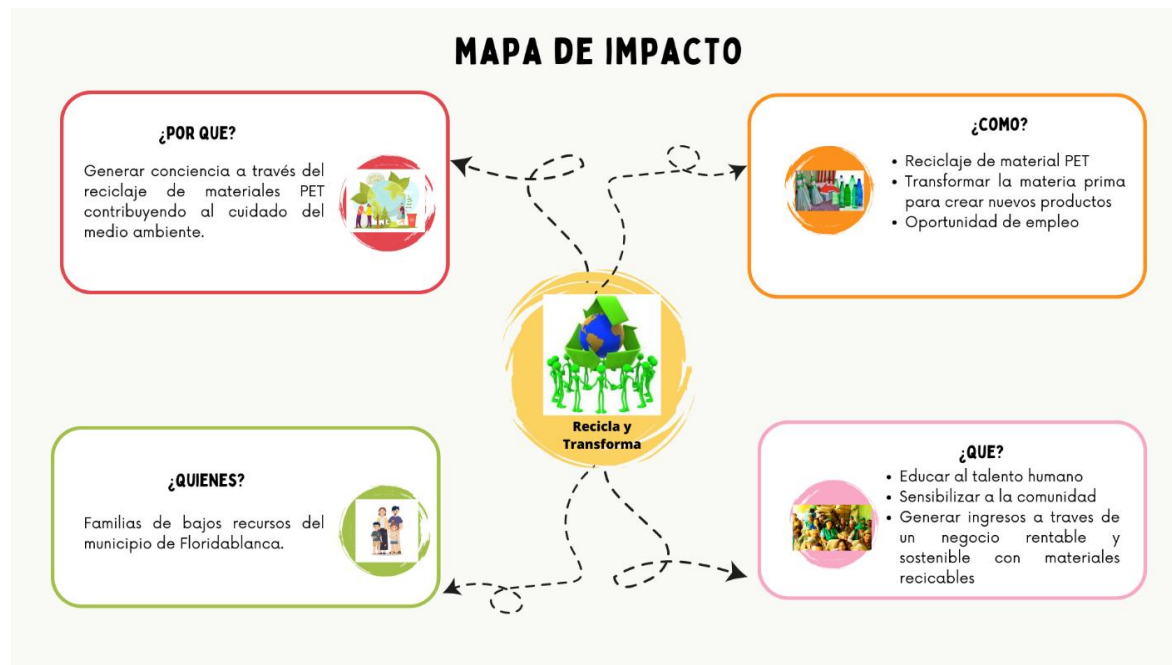 MAPA DE IMPACTO
¿POR QUE?
Generar conciencia a través del
reciclaje de materiales PET
contribuyendo al cuidado del
medio ambiente.
¿COMO?
• Reciclaje de material PET
• Transformar la materia prima
para crear nuevos productos
• Oportunidad de empleo
Recicla y
Transforma
¿QUIENES?
Familias de bajos recursos del
municipio de Floridablanca.
¿QUE?
• Educar al talento humano
• Sensibilizar a la comunidad
• Generar ingresos a traves de
un negocio rentable y
sostenible con materiales
recicables